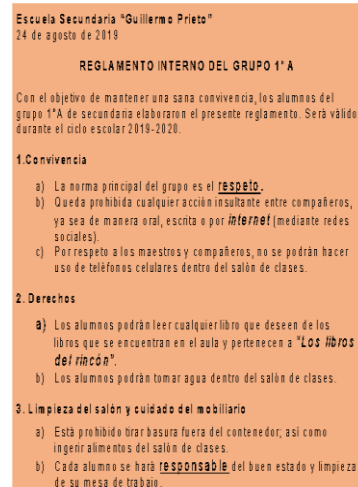 Escuela Secundaria “Guillermo Prieto”
24 de agosto de 2019
REGLAMENTO INTERNO DEL GRUPO 1° A
Con el objetivo de mantener una sana convivencia, los alumnos del
grupo 1°A de secundaria elaboraron el presente reglamento. Será válido
durante el ciclo escolar 2019-2020.
1.Convivencia
a) La norma principal del grupo es el respeto.
b) Queda prohibida cualquier acción insultante entre compañeros,
ya sea de manera oral, escrita o por internet (mediante redes
sociales).
c) Por respeto a los maestros y compañeros, no se podrán hacer
uso de teléfonos celulares dentro del salón de clases.
2. Derechos
a) Los alumnos podrán leer cualquier libro que deseen de los
libros que se encuentran en el aula y pertenecen a “Los libros
del rincón”.
b) Los alumnos podrán tomar agua dentro del salón de clases.
3. Limpieza del salón y cuidado del mobiliario
a) Está prohibido tirar basura fuera del contenedor; así como
ingerir alimentos del salón de clases.
b) Cada alumno se hará responsable del buen estado y limpieza
de su mesa de trabajo.